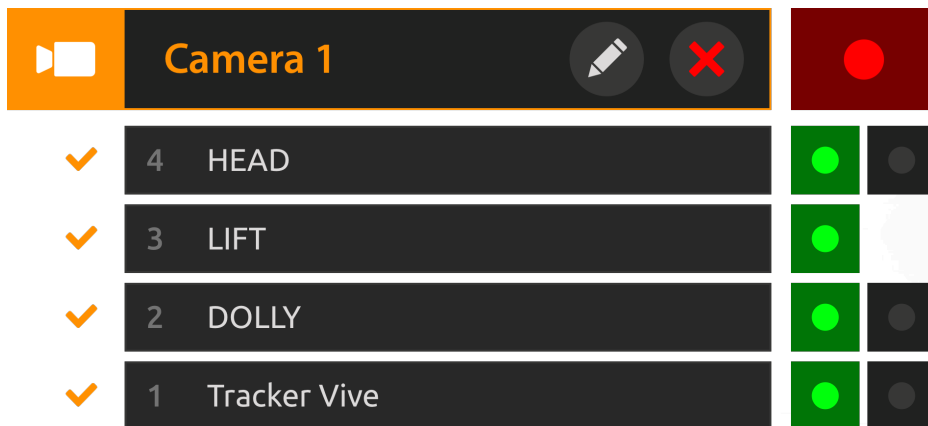 Camera 1
4 HEAD
3 LIFT
2 DOLLY
1 Tracker Vive